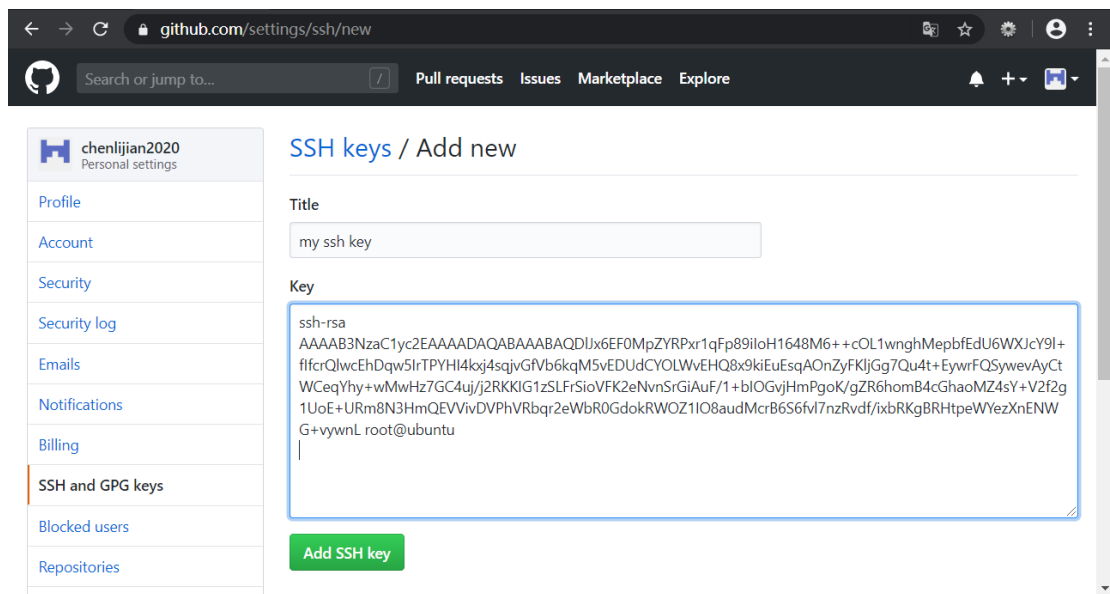 github.com/settings/ssh/new
Search or jump to...
/
Pull requests Issues Marketplace Explore
chenlijian2020
Personal settings
Profile
Account
Security
Security log
Emails
Notifications
Billing
SSH and GPG keys
Blocked users
Repositories
SSH keys / Add new
Title
my ssh key
Key
ssh-rsa
AAAAB3NzaC1yc2EAAAADAQABAAABAQDlJx6EF0MpZYRPxr1qFp89iIoH1648M6++cOL1wnghMepbfEdU6WXJcY9l+
fIfcrQlwcEhDqw5IrTPYHI4kxj4sqjvGfVb6kqM5vEDUdCYOLWvEHQ8x9kiEuEsqAOnZyFKljGg7Qu4t+EywrFQSywevAyCt
WCeqYhy+wMwHz7GC4uj/j2RKKIG1zSLFrSioVFK2eNvnSrGiAuF/1+bIOGvjHmPgoK/gZR6homB4cGhaoMZ4sY+V2f2g
1UoE+URm8N3HmQEVVivDVPhVRbqr2eWbR0GdokRWOZ1IO8audMcrB6S6fvl7nzRvdf/ixbRKgBRHtpeWYezXnENW
G+vywnL root@ubuntu
Add SSH key